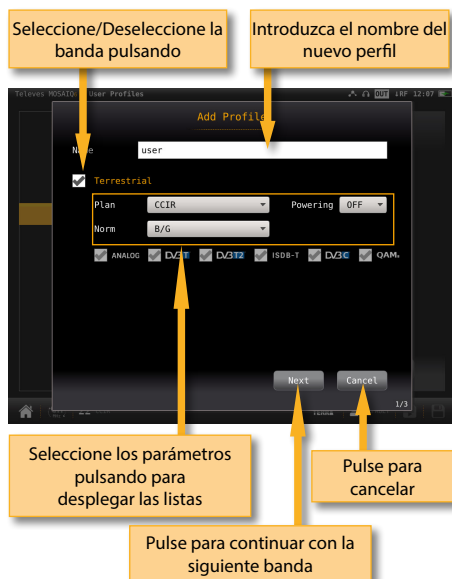 Seleccione/Deseleccione la
banda pulsando
Introduzca el nombre del
nuevo perfil
Televes MOSAIQ6 User Profiles
OUT ↓RF 12:07
Add Profile
Name user
Terrestrial
Plan CCIR Powering OFF
Norm B/G
ANALOG DVB T DVB T2 ISDB-T DVB C QAM.
Next Cancel
1/3
TERRA
Seleccione los parámetros
pulsando para
desplegar las listas
Pulse para
cancelar
Pulse para continuar con la
siguiente banda